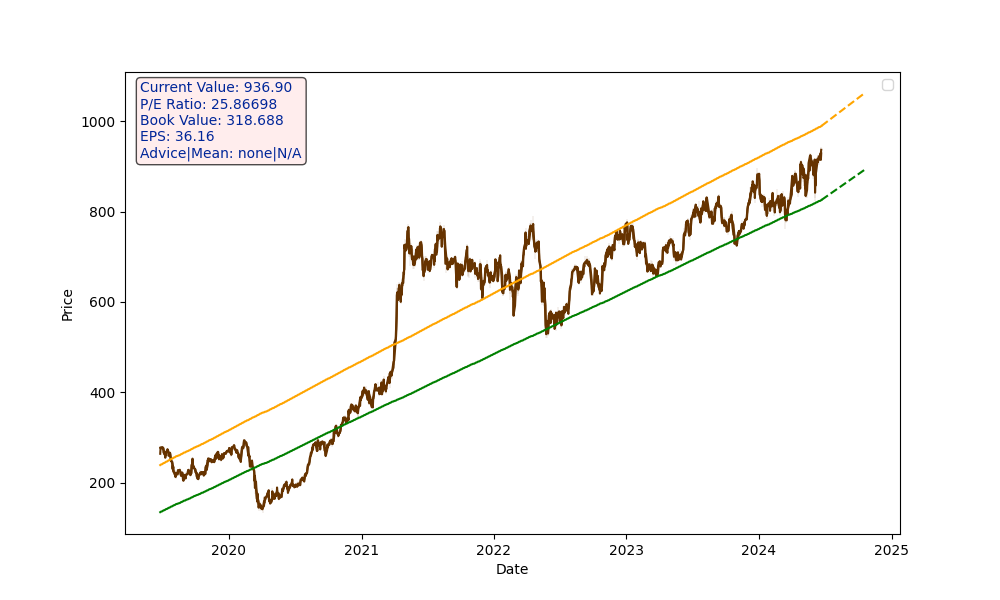 Current Value: 936.90
P/E Ratio: 25.86698
Book Value: 318.688
EPS: 36.16
Advice|Mean: none|N/A
1000
800
600
400
200
Price
2020
2021
2022
2023
2024
2025
Date